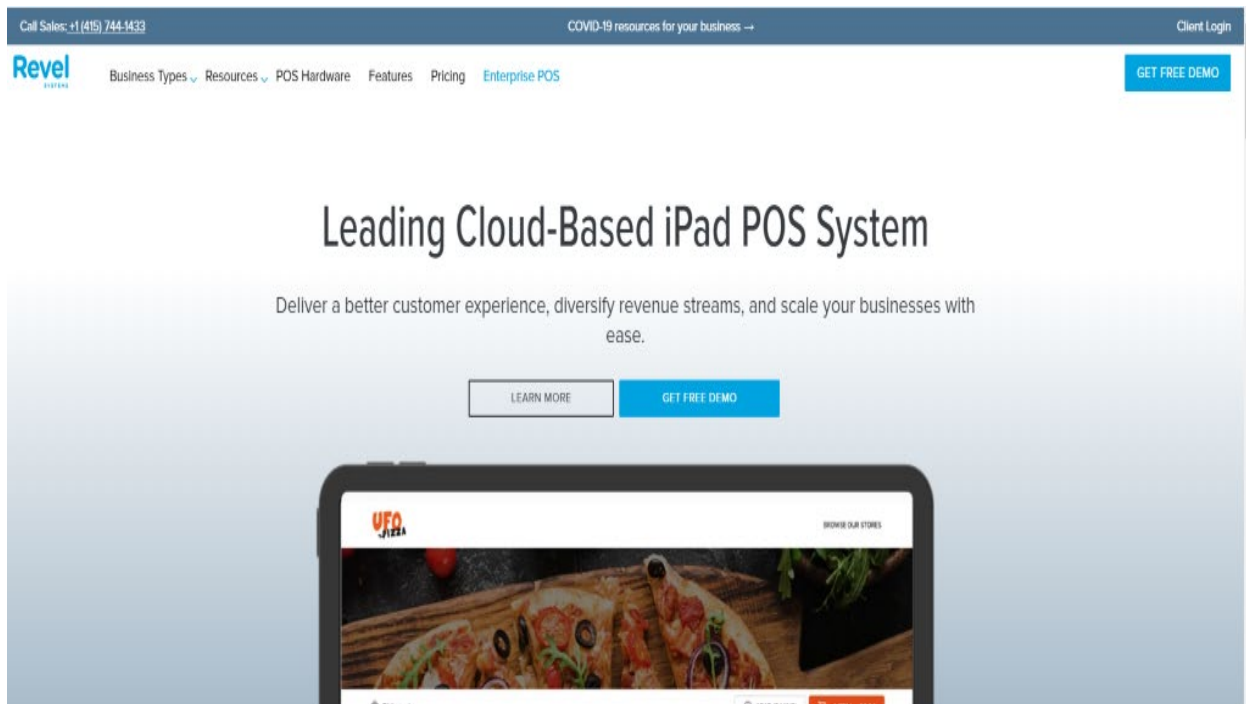 Call Sales: +1 (415) 744-1433
COVID-19 resources for your business →
Client Login
Revel
SYSTEMS
Business Types
Resources
POS Hardware
Features
Pricing
Enterprise POS
GET FREE DEMO
Leading Cloud-Based iPad POS System
Deliver a better customer experience, diversify revenue streams, and scale your businesses with
ease.
LEARN MORE
GET FREE DEMO
UFO
PIZZA
BROWSE OUR STORES